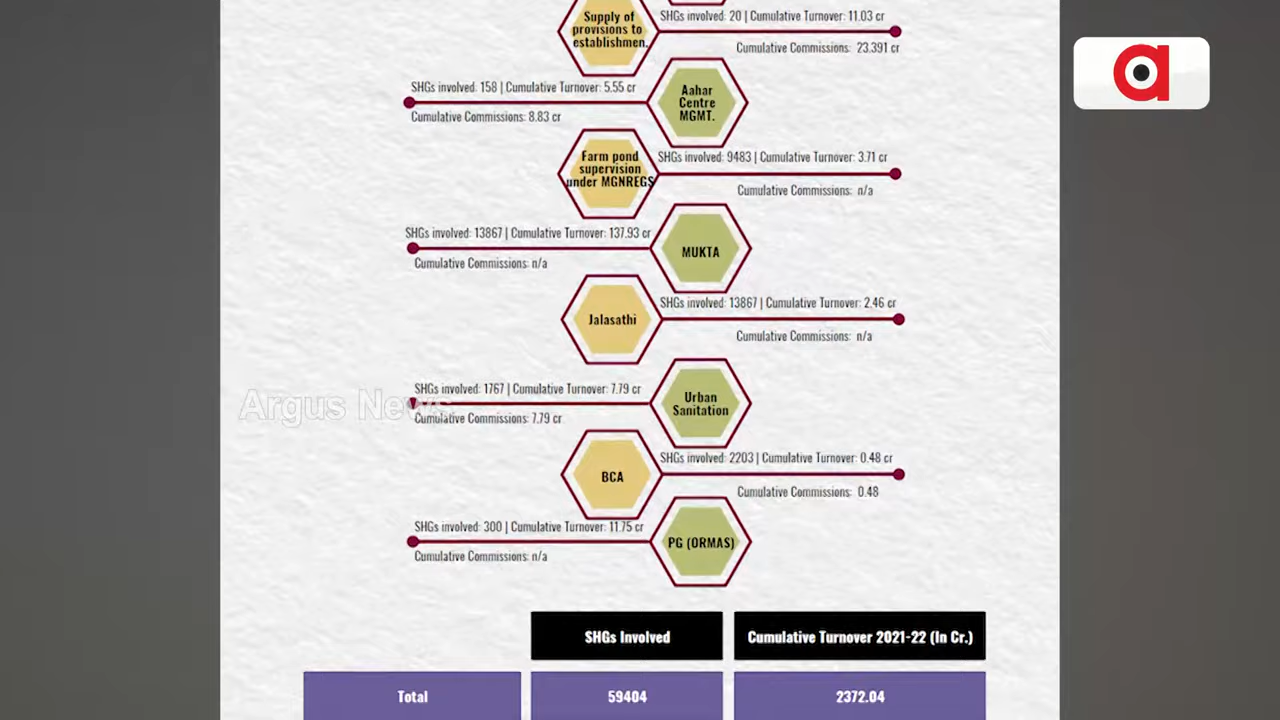 Supply of
provisions to
establishmen.
SHGs involved: 20 | Cumulative Turnover: 11.03 cr
Cumulative Commissions: 23.391 cr
SHGs involved: 158 | Cumulative Turnover: 5.55 cr
Cumulative Commissions: 8.83 cr
Aahar
Centre
MGMT.
Farm pond
supervision
under MGNREGS
SHGs involved: 9483 | Cumulative Turnover: 3.71 cr
Cumulative Commissions: n/a
SHGs involved: 13867 | Cumulative Turnover: 137.93 cr
Cumulative Commissions: n/a
MUKTA
Jalasathi
SHGs involved: 13867 | Cumulative Turnover: 2.46 cr
Cumulative Commissions: n/a
SHGs involved: 1767 | Cumulative Turnover: 7.79 cr
Cumulative Commissions: 7.79 cr
Urban
Sanitation
Argus News
BCA
SHGs involved: 2203 | Cumulative Turnover: 0.48 cr
Cumulative Commissions: 0.48
SHGs involved: 300 | Cumulative Turnover: 11.75 cr
Cumulative Commissions: n/a
PG (ORMAS)
SHGs Involved
Cumulative Turnover 2021-22 (In Cr.)
Total
59404
2372.04
a